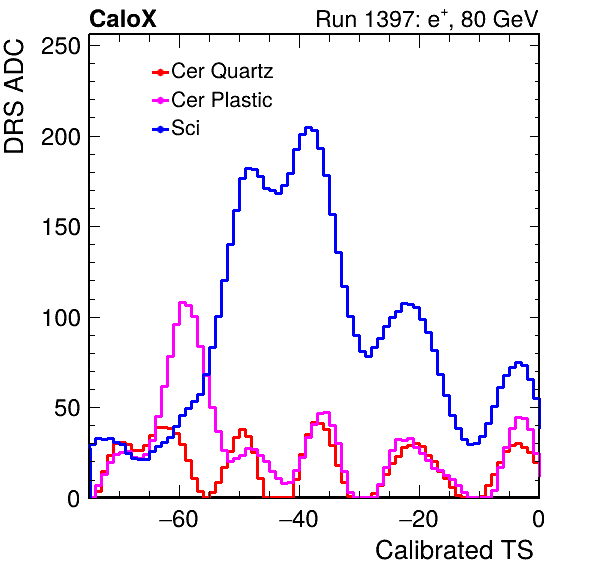 CaloX Run 1397: e+, 80 GeV
DRS ADC
250
200
150
100
50
0
Cer Quartz
Cer Plastic
Sci
−60 −40 −20 0
Calibrated TS